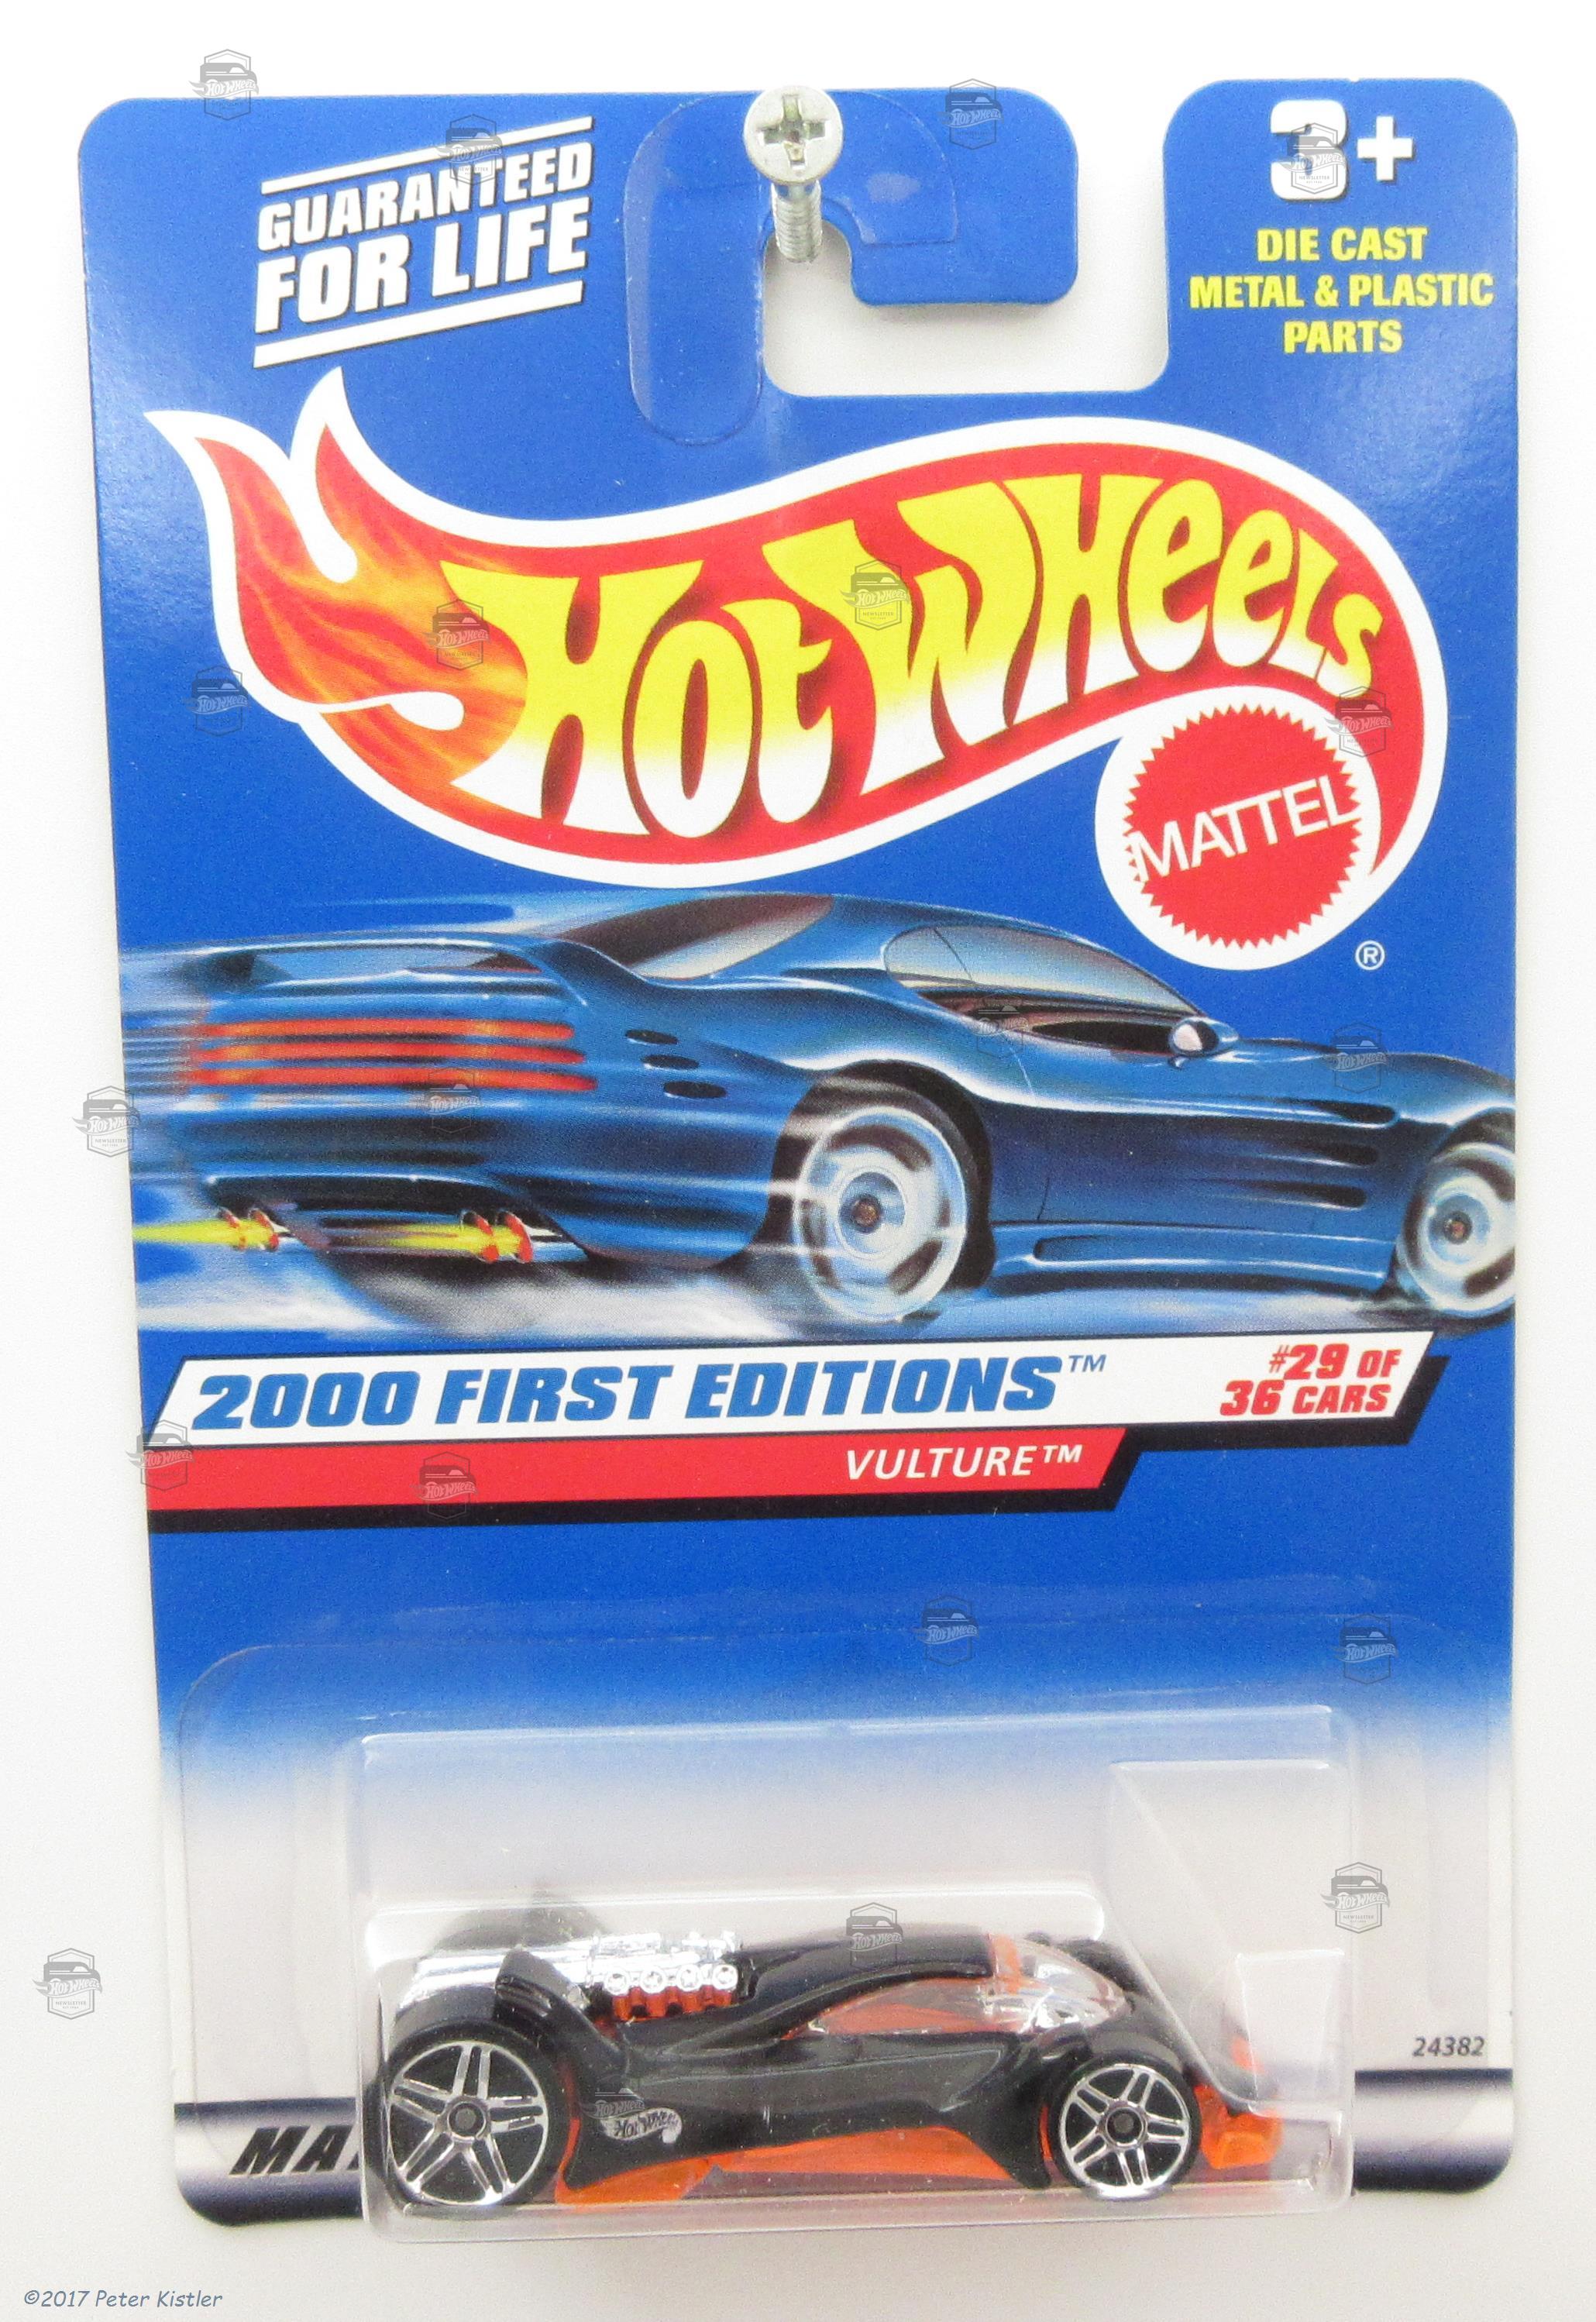 GUARANTEED
FOR LIFE
3+
DIE CAST
METAL & PLASTIC
PARTS
Hot Wheels
MATTEL
®
2000 FIRST EDITIONS™
#29 OF
36 CARS
VULTURE™
24382
MA
Hot Wheels
©2017 Peter Kistler